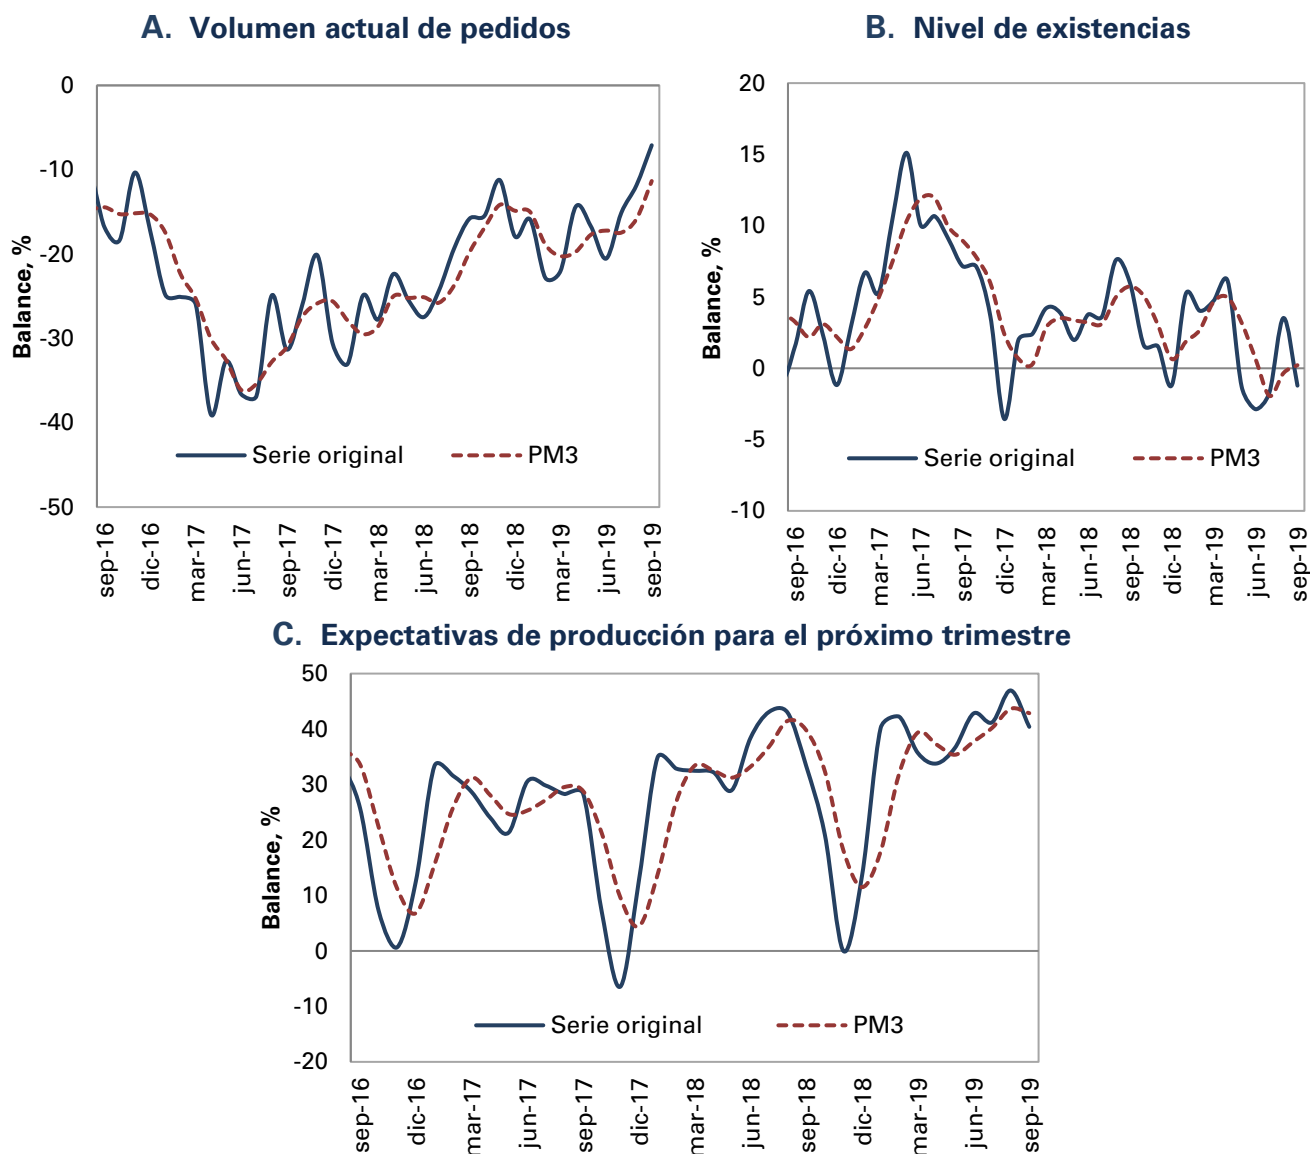 A. Volumen actual de pedidos
Balance, %
0
-10
-20
-30
-40
-50
Serie original
PM3
sep-16
dic-16
mar-17
jun-17
sep-17
dic-17
mar-18
jun-18
sep-18
dic-18
mar-19
jun-19
sep-19
B. Nivel de existencias
Balance, %
20
15
10
5
0
-5
-10
Serie original
PM3
sep-16
dic-16
mar-17
jun-17
sep-17
dic-17
mar-18
jun-18
sep-18
dic-18
mar-19
jun-19
sep-19
C. Expectativas de producción para el próximo trimestre
Balance, %
50
40
30
20
10
0
-10
-20
Serie original
PM3
sep-16
dic-16
mar-17
jun-17
sep-17
dic-17
mar-18
jun-18
sep-18
dic-18
mar-19
jun-19
sep-19